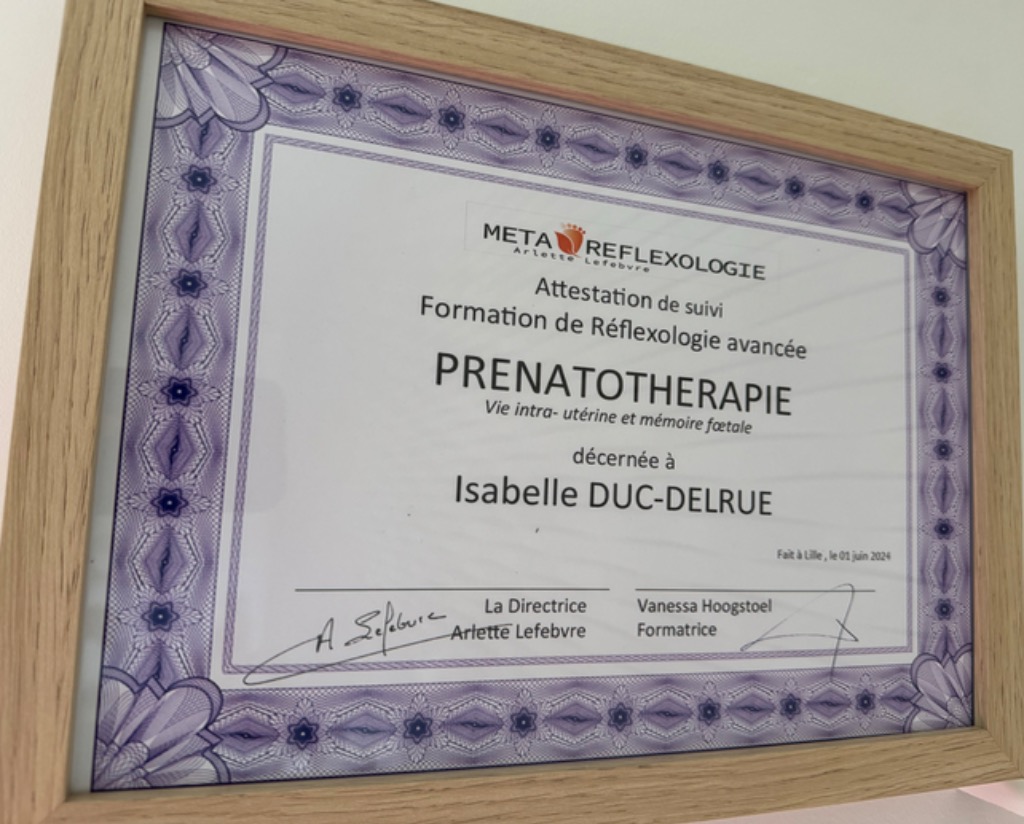 META REFLEXOLOGIE
Arlette Lefebvre
Attestation de suivi
Formation de Réflexologie avancée
PRENATOTHERAPIE
Vie intra- utérine et mémoire fœtale
décernée à
Isabelle DUC-DELRUE
Fait à Lille , le 01 juin 2024
La Directrice
Arlette Lefebvre
A Lefebvre
Vanessa Hoogstoel
Formatrice